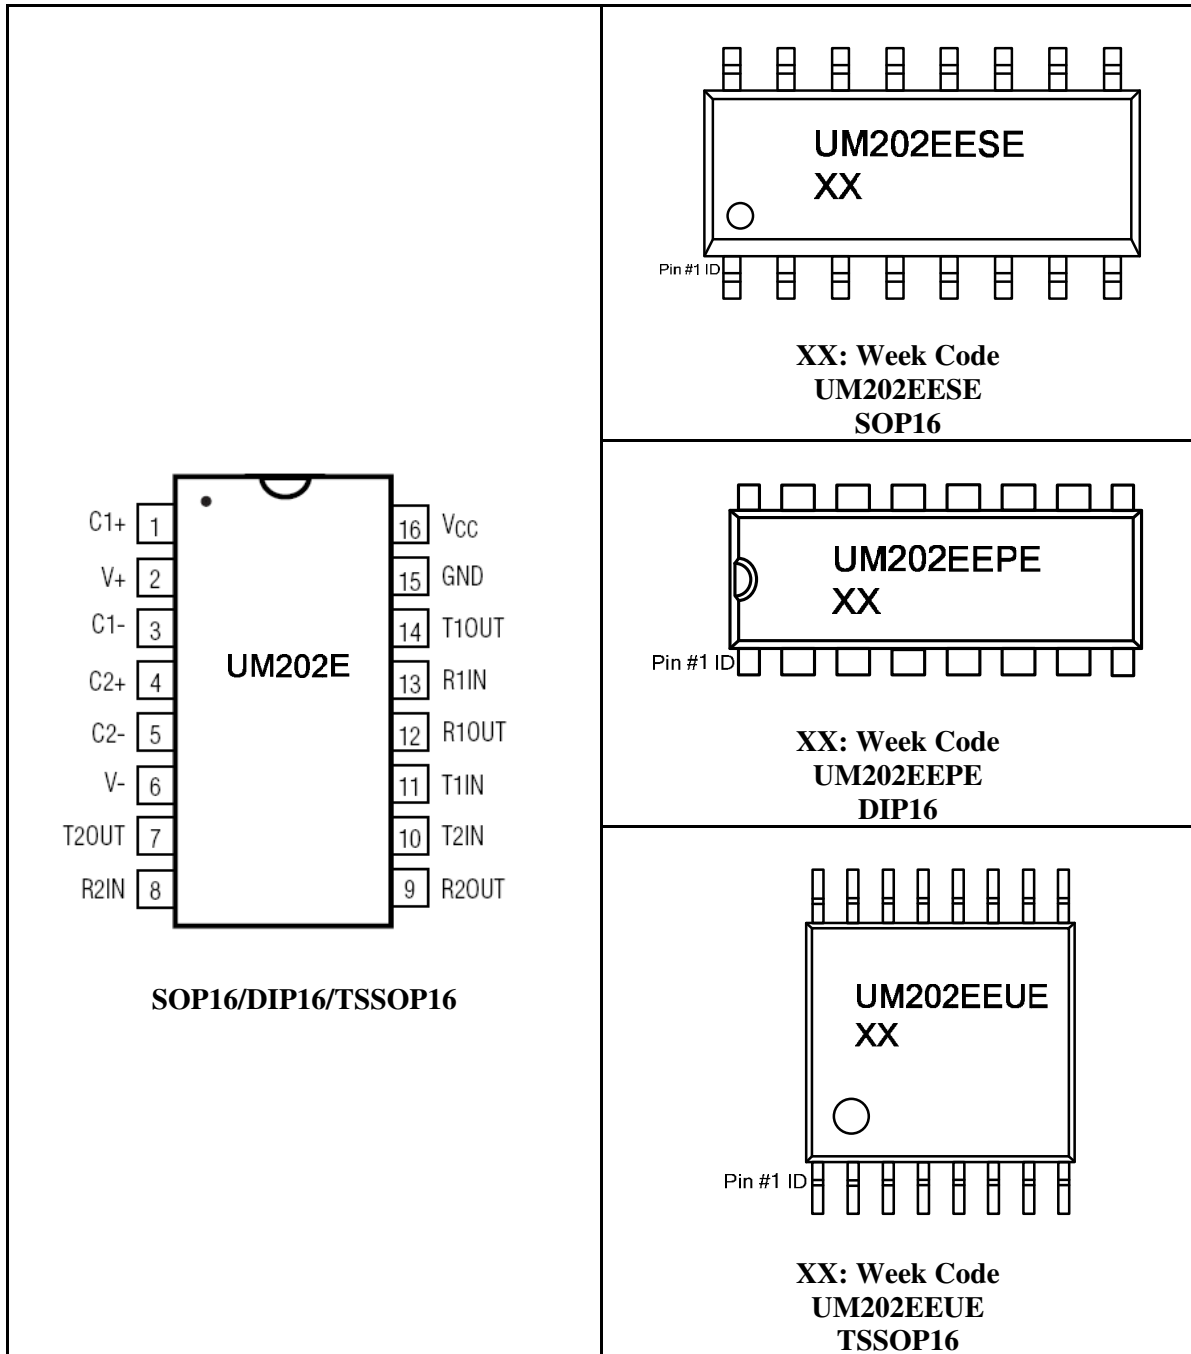 C1+ 1
V+ 2
C1- 3
C2+ 4
C2- 5
V- 6
T2OUT 7
R2IN 8
UM202E
16 VCC
15 GND
14 T1OUT
13 R1IN
12 R1OUT
11 T1IN
10 T2IN
9 R2OUT
SOP16/DIP16/TSSOP16
UM202EESE
XX
Pin #1 ID
XX: Week Code
UM202EESE
SOP16
UM202EEPE
XX
Pin #1 ID
XX: Week Code
UM202EEPE
DIP16
UM202EEUE
XX
Pin #1 ID
XX: Week Code
UM202EEUE
TSSOP16